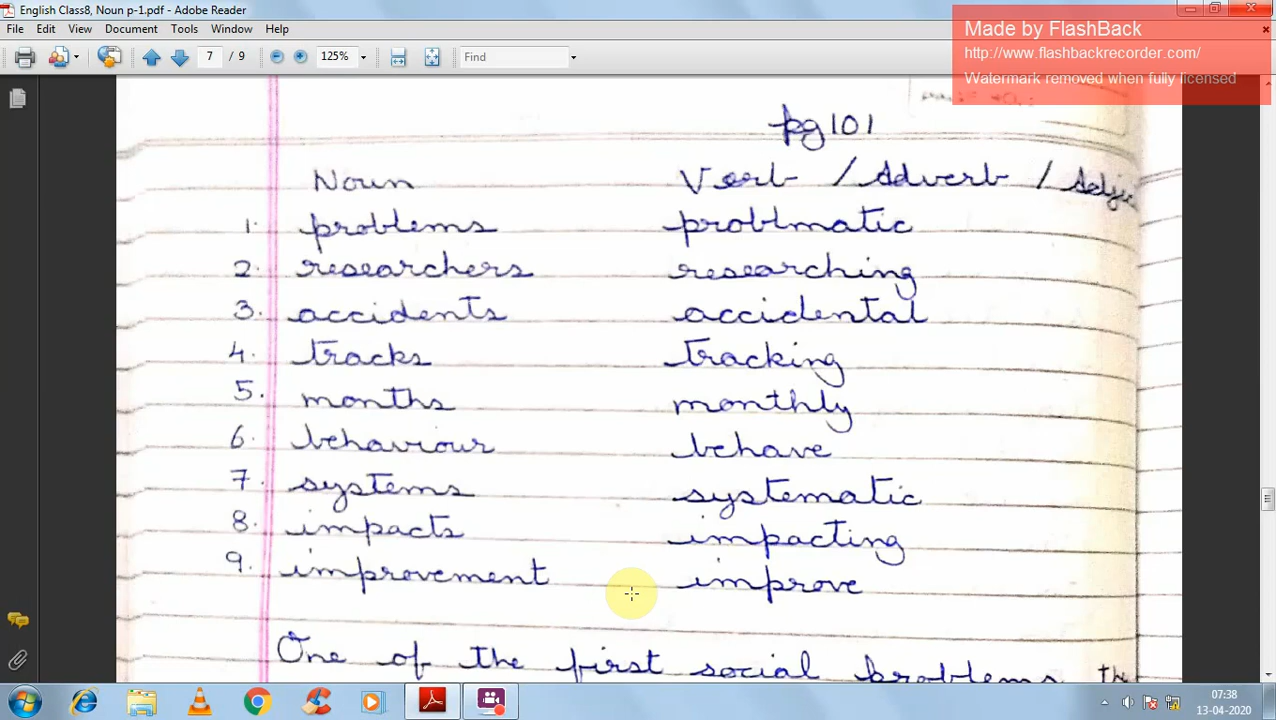 English Class8, Noun p-1.pdf - Adobe Reader
File Edit View Document Tools Window Help
7 / 9 125% Find
Made by FlashBack
http://www.flashbackrecorder.com/
Watermark removed when fully licensed
pg 101
Noun Verb / Adverb /
1. problems problmatic
2. researchers researching
3. accidents accidental
4. tracks tracking
5. months monthly
6. behaviour behave
7. systems systematic
8. impacts impacting
9. improvement improve
One of the first social problems
07:38
13-04-2020